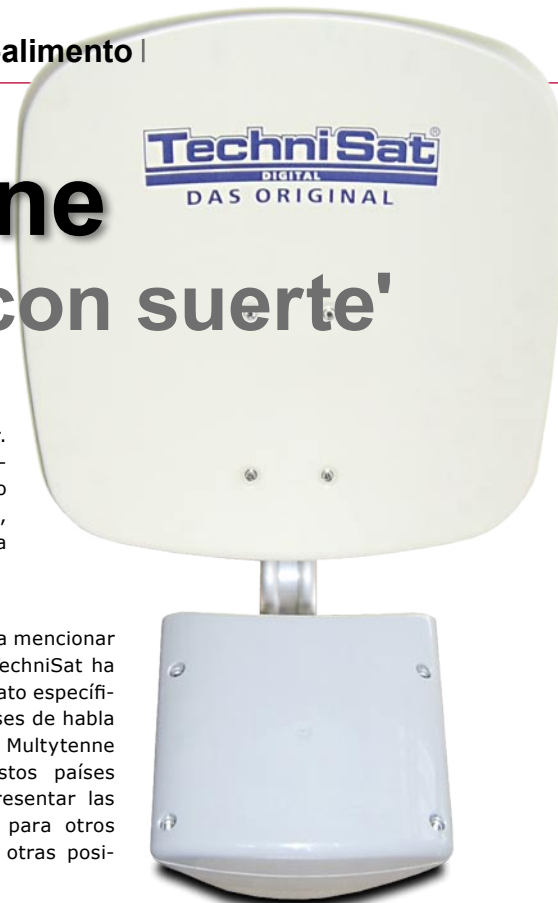 alimento |
TechniSat®
DIGITAL
DAS ORIGINAL
ne
con suerte'
r.
-
o
,
a
a mencionar
TechniSat ha
ato específi-
ses de habla
Multytenne
stos países
resentar las
para otros
otras posi-